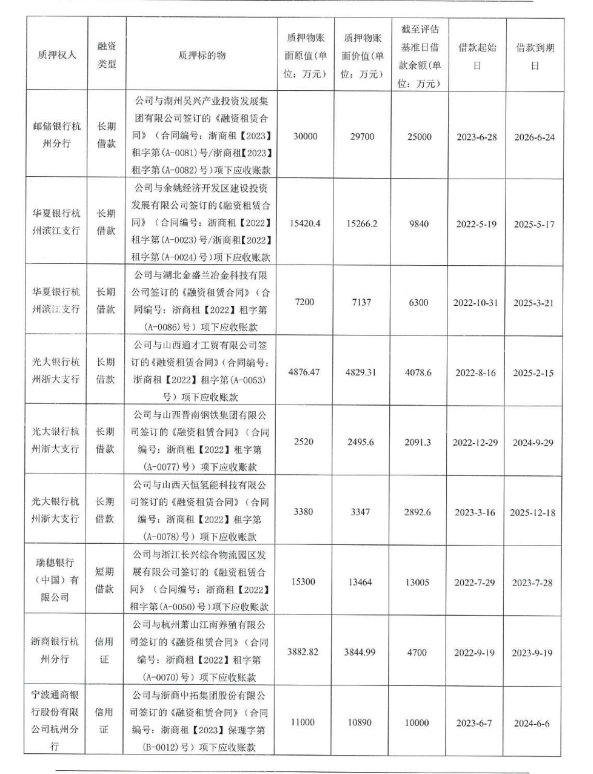 质押权人
融资
类型
质押标的物
质押物账
面原值(单
位：万元)
质押物账
面价值(单
位：万元)
截至评估
基准日借
款余额(单
位：万元)
借款起始
日
借款到期
日
邮储银行杭
州分行
长期
借款
公司与湖州吴兴产业投资发展集
团有限公司签订的《融资租赁合
同》（合同编号：浙商租【2023】
租字第(A-0081)号/浙商租【2023】
租字第(A-0082)号）项下应收账款
30000
29700
25000
2023-6-28
2026-6-24
华夏银行杭
州滨江支行
长期
借款
公司与余姚经济开发区建设投资
发展有限公司签订的《融资租赁合
同》（合同编号：浙商租【2022】
租字第(A-0023)号/浙商租【2022】
租字第(A-0024)号）项下应收账款
15420.4
15266.2
9840
2022-5-19
2025-5-17
华夏银行杭
州滨江支行
长期
借款
公司与湖北金盛兰冶金科技有限
公司签订的《融资租赁合同》（合
同编号：浙商租【2022】租字第
(A-0086)号）项下应收账款
7200
7137
6300
2022-10-31
2025-3-21
光大银行杭
州浙大支行
长期
借款
公司与山西通才工贸有限公司签
订的《融资租赁合同》（合同编号：
浙商租【2022】租字第(A-0053)
号）项下应收账款
4876.47
4829.31
4078.6
2022-8-16
2025-2-15
光大银行杭
州浙大支行
长期
借款
公司与山西晋南钢铁集团有限公
司签订的《融资租赁合同》（合同
编号：浙商租【2022】租字第
(A-0077)号）项下应收账款
2520
2495.6
2091.3
2022-12-29
2024-9-29
光大银行杭
州浙大支行
长期
借款
公司与山西天恒氢能科技有限公
司签订的《融资租赁合同》（合同
编号：浙商租【2022】租字第
(A-0078)号）项下应收账款
3380
3347
2892.6
2023-3-16
2025-12-18
瑞穗银行
（中国）有
限公司
短期
借款
公司与浙江长兴综合物流园区发
展有限公司签订的《融资租赁合
同》（合同编号：浙商租【2022】
租字第(A-0050)号）项下应收账款
15300
13464
13005
2022-7-29
2023-7-28
浙商银行杭
州分行
信用
证
公司与杭州萧山江南养殖有限公
司签订的《融资租赁合同》（合同
编号：浙商租【2022】租字第
(A-0070)号）项下应收账款
3882.82
3844.99
4700
2022-9-19
2023-9-19
宁波通商银
行股份有限
公司杭州分
行
信用
证
公司与浙商中拓集团股份有限公
司签订的《融资租赁合同》（合同
编号：浙商租【2023】保理字第
(B-0012)号）项下应收账款
11000
10890
10000
2023-6-7
2024-6-6